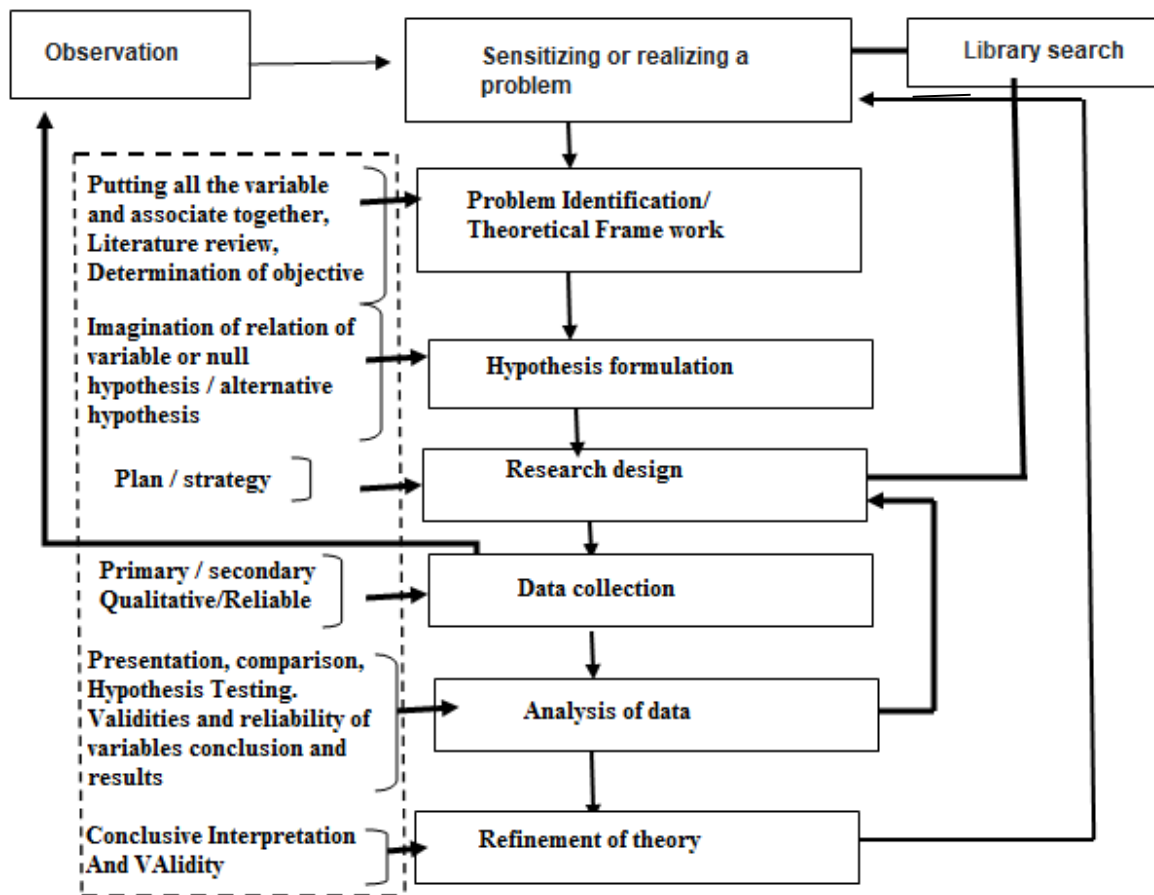 Observation
Sensitizing or realizing a
problem
Library search
Putting all the variable
and associate together,
Literature review,
Determination of objective
Problem Identification/
Theoretical Frame work
Imagination of relation of
variable or null
hypothesis / alternative
hypothesis
Hypothesis formulation
Plan / strategy
Research design
Primary / secondary
Qualitative/Reliable
Data collection
Presentation, comparison,
Hypothesis Testing.
Validities and reliability of
variables conclusion and
results
Analysis of data
Conclusive Interpretation
And VAlidity
Refinement of theory